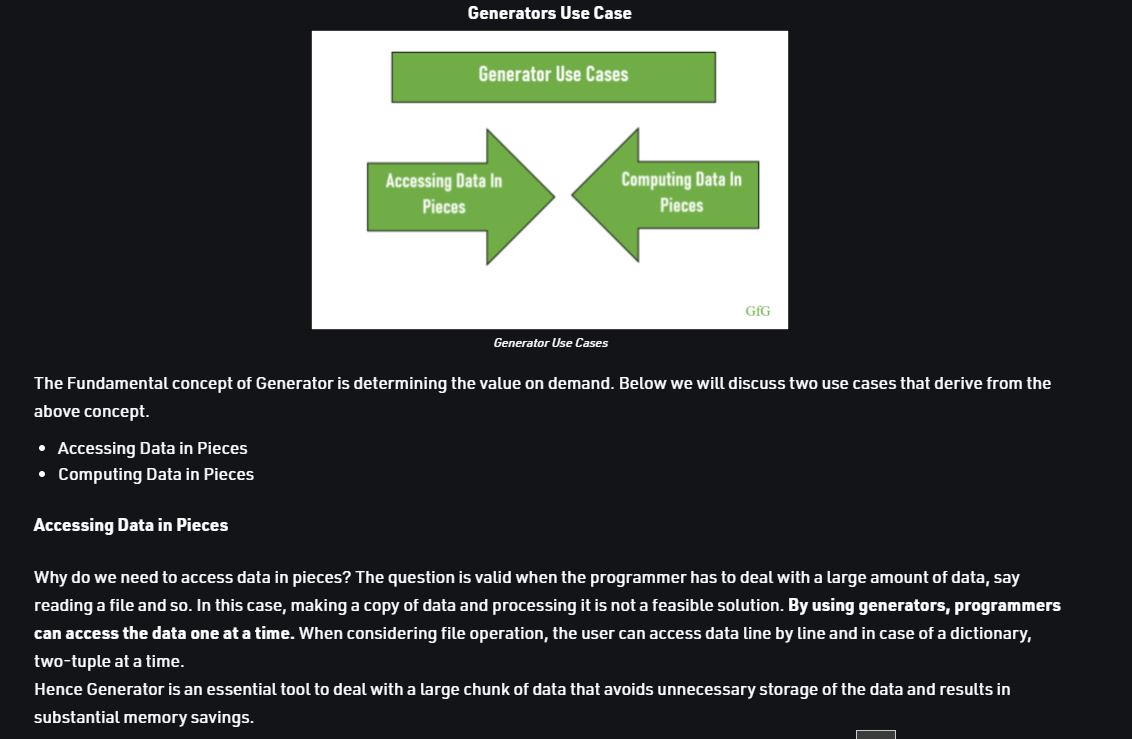 Generators Use Case
Generator Use Cases
Accessing Data In
Pieces
Computing Data In
Pieces
GfG
Generator Use Cases
The Fundamental concept of Generator is determining the value on demand. Below we will discuss two use cases that derive from the
above concept.
• Accessing Data in Pieces
• Computing Data in Pieces
Accessing Data in Pieces
Why do we need to access data in pieces? The question is valid when the programmer has to deal with a large amount of data, say
reading a file and so. In this case, making a copy of data and processing it is not a feasible solution. By using generators, programmers
can access the data one at a time. When considering file operation, the user can access data line by line and in case of a dictionary,
two-tuple at a time.
Hence Generator is an essential tool to deal with a large chunk of data that avoids unnecessary storage of the data and results in
substantial memory savings.